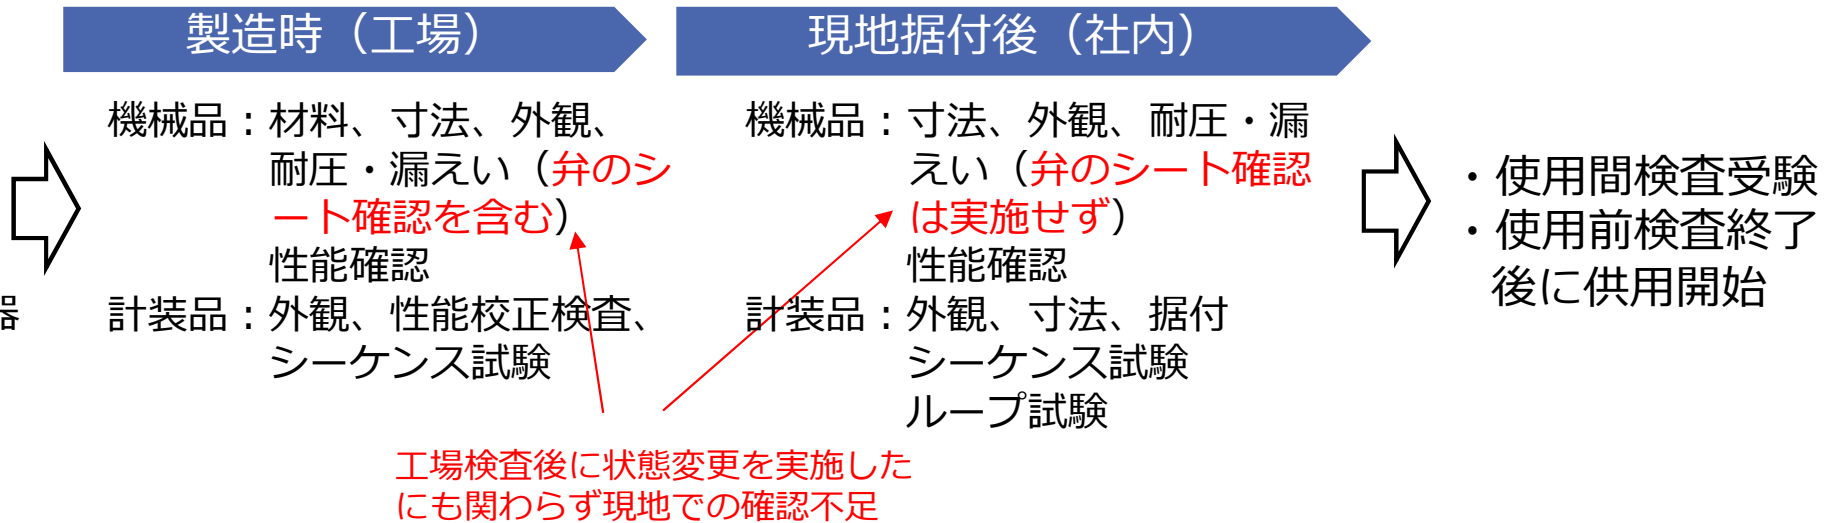 製造時（工場）
現地据付後（社内）
機械品：材料、寸法、外観、
耐圧・漏えい（弁のシ
ート確認を含む）
性能確認
計装品：外観、性能校正検査、
シーケンス試験
機械品：寸法、外観、耐圧・漏
えい（弁のシート確認
は実施せず）
性能確認
計装品：外観、寸法、据付
シーケンス試験
ループ試験
・使用間検査受験
・使用前検査終了
後に供用開始
器
工場検査後に状態変更を実施した
にも関わらず現地での確認不足